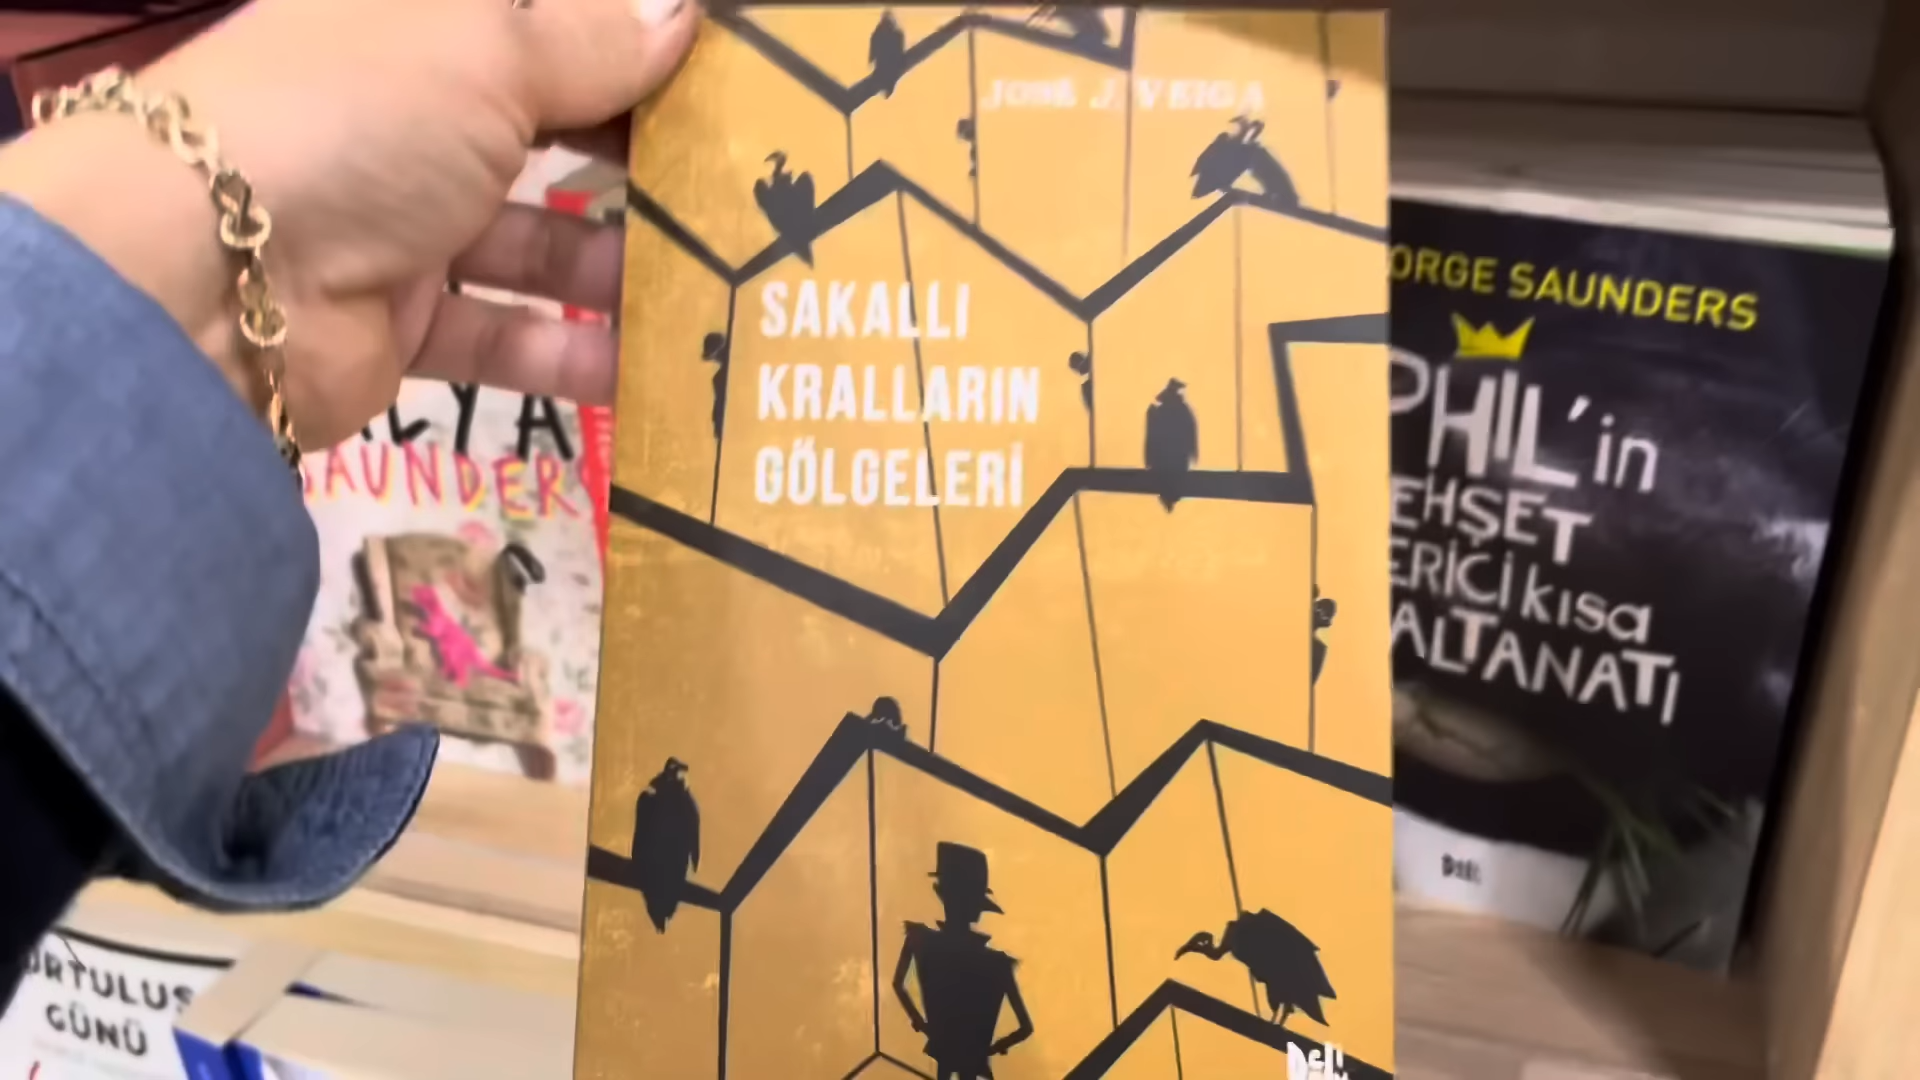 JOSÉ J. VEIGA
SAKALLI
KRALLARIN
GÖLGELERİ
Deli
ORGE SAUNDERS
PHIL'in
EHŞET
ERİCİ kısa
ALTANATI
Deli
LYA
SAUNDERS
URTULUŞ
GÜNÜ